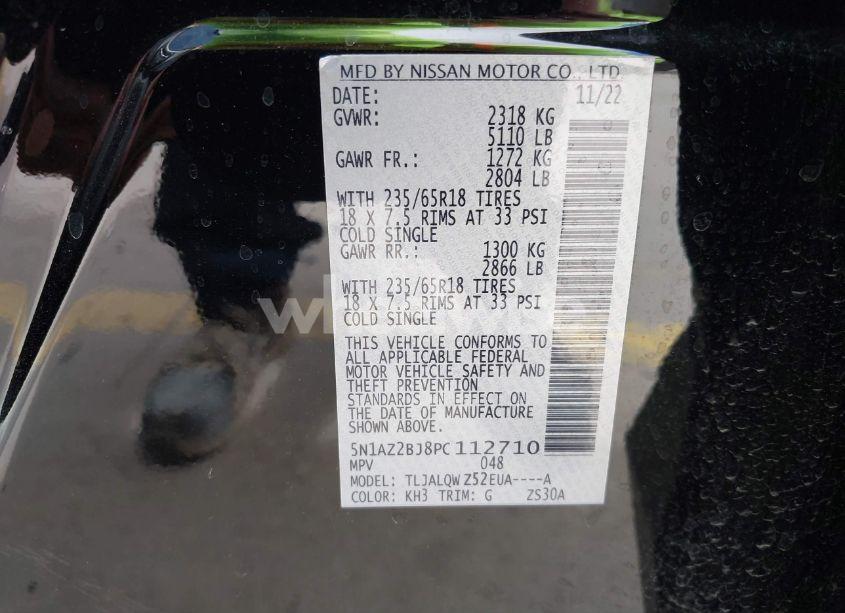 MFD BY NISSAN MOTOR CO., LTD.
DATE: 11/22
GVWR: 2318 KG
5110 LB
GAWR FR.: 1272 KG
2804 LB
WITH 235/65R18 TIRES
18 X 7.5 RIMS AT 33 PSI
COLD SINGLE
GAWR RR.: 1300 KG
2866 LB
WITH 235/65R18 TIRES
18 X 7.5 RIMS AT 33 PSI
COLD SINGLE
THIS VEHICLE CONFORMS TO
ALL APPLICABLE FEDERAL
MOTOR VEHICLE SAFETY AND
THEFT PREVENTION
STANDARDS IN EFFECT ON
THE DATE OF MANUFACTURE
SHOWN ABOVE.
5N1AZ2BJ8PC112710
MPV 048
MODEL: TLJALQW Z52EUA----A
COLOR: KH3 TRIM: G ZS30A